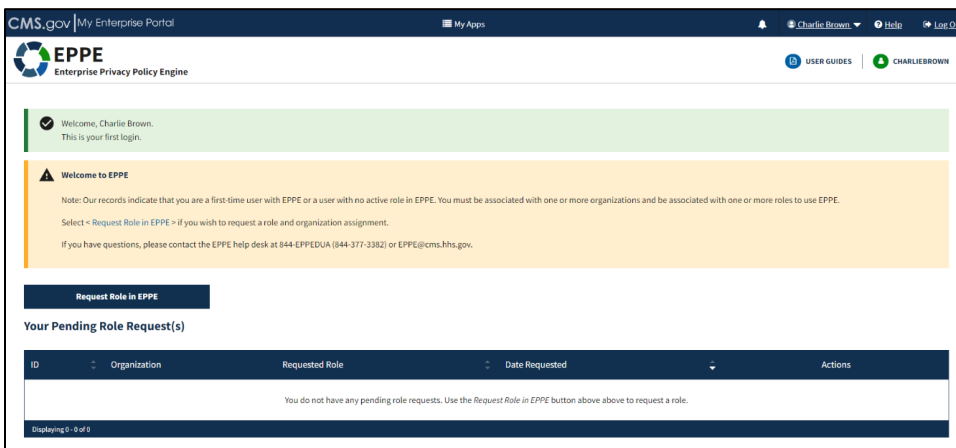 CMS.gov My Enterprise Portal
My Apps
Charlie Brown
Help
Log O
EPPE
Enterprise Privacy Policy Engine
USER GUIDES
CHARLIEBROWN
Welcome, Charlie Brown.
This is your first login.
Welcome to EPPE
Note: Our records indicate that you are a first-time user with EPPE or a user with no active role in EPPE. You must be associated with one or more organizations and be associated with one or more roles to use EPPE.
Select < Request Role in EPPE > if you wish to request a role and organization assignment.
If you have questions, please contact the EPPE help desk at 844-EPPEDUA (844-377-3382) or EPPE@cms.hhs.gov.
Request Role in EPPE
Your Pending Role Request(s)
ID Organization Requested Role Date Requested Actions
You do not have any pending role requests. Use the Request Role in EPPE button above above to request a role.
Displaying 0 - 0 of 0